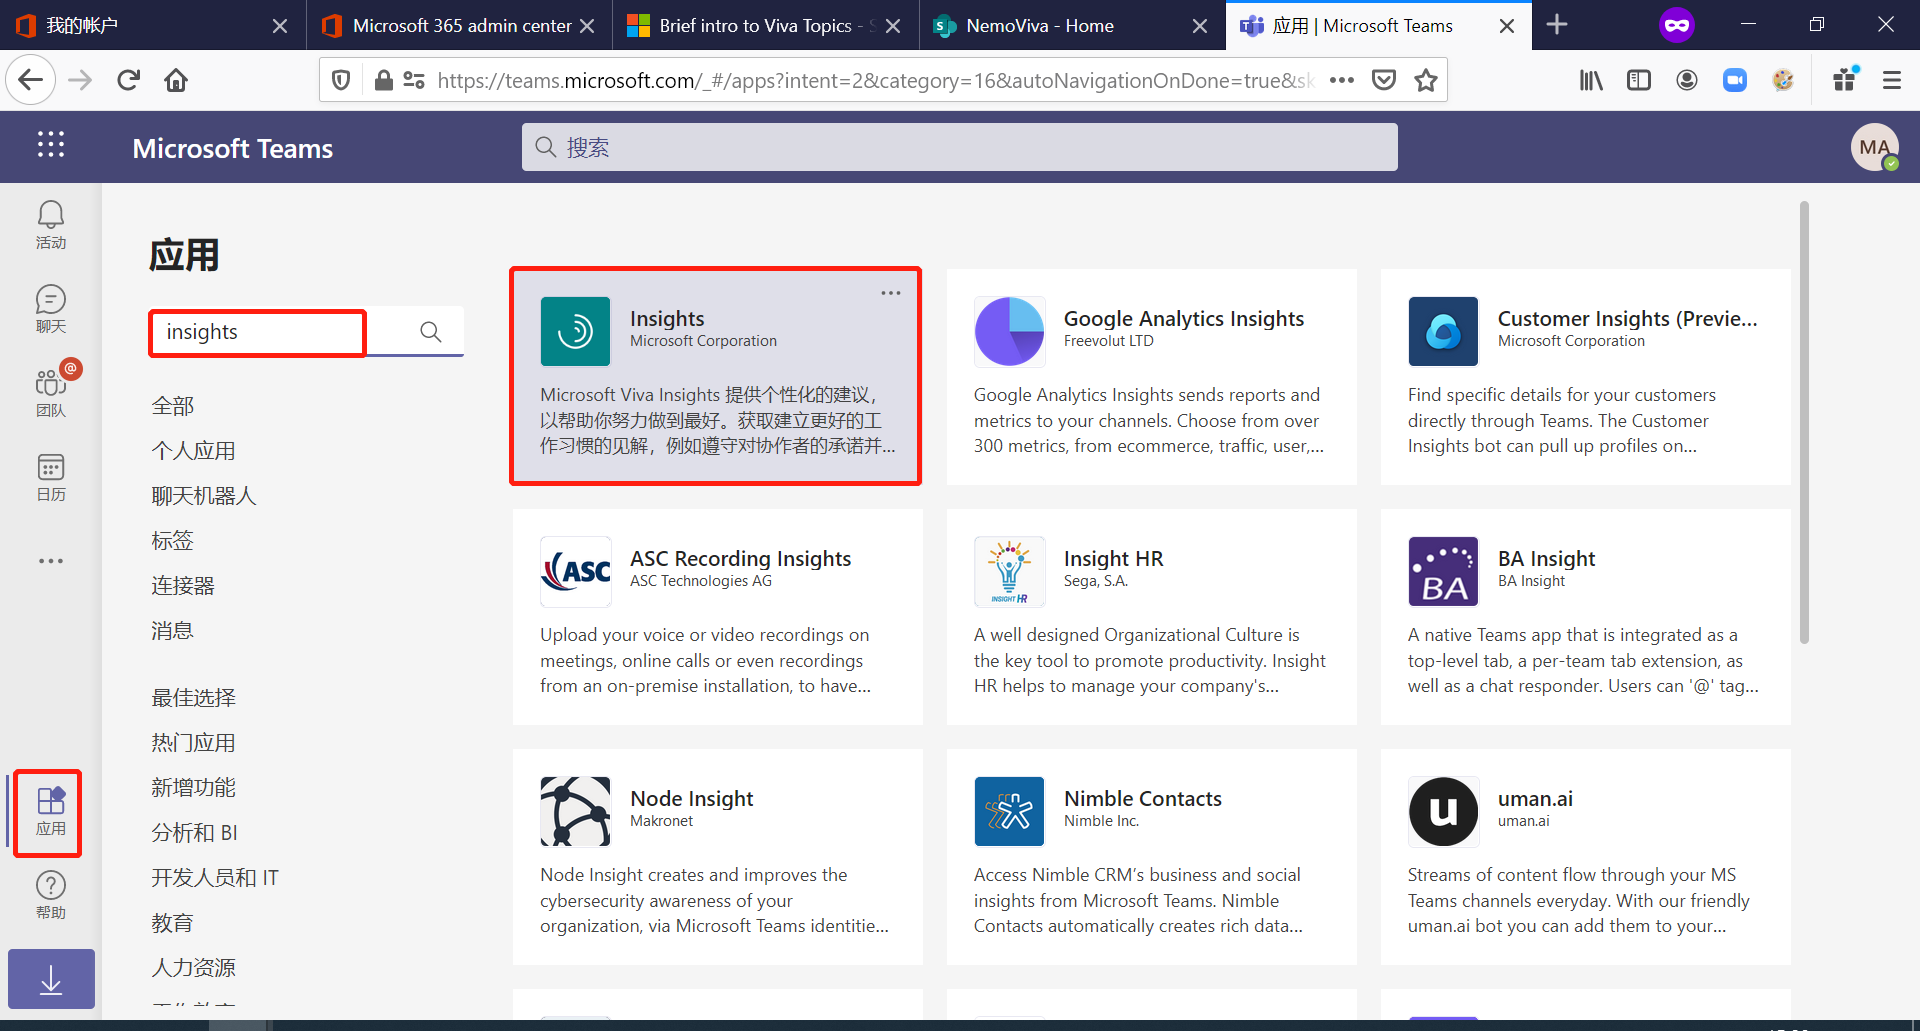 我的帐户
Microsoft 365 admin center
Brief intro to Viva Topics - S
NemoViva - Home
应用 | Microsoft Teams
https://teams.microsoft.com/_#/apps?intent=2&category=16&autoNavigationOnDone=true&sk
Microsoft Teams
搜索
MA
活动
聊天
@
团队
日历
应用
帮助
应用
insights
全部
个人应用
聊天机器人
标签
连接器
消息
最佳选择
热门应用
新增功能
分析和 BI
开发人员和 IT
教育
人力资源
Insights
Microsoft Corporation
Microsoft Viva Insights 提供个性化的建议，
以帮助你努力做到最好。获取建立更好的工
作习惯的见解，例如遵守对协作者的承诺并...
Google Analytics Insights
Freevolut LTD
Google Analytics Insights sends reports and
metrics to your channels. Choose from over
300 metrics, from ecommerce, traffic, user,...
Customer Insights (Previe...
Microsoft Corporation
Find specific details for your customers
directly through Teams. The Customer
Insights bot can pull up profiles on...
ASC
ASC Recording Insights
ASC Technologies AG
Upload your voice or video recordings on
meetings, online calls or even recordings
from an on-premise installation, to have...
INSIGHT HR
Insight HR
Sega, S.A.
A well designed Organizational Culture is
the key tool to promote productivity. Insight
HR helps to manage your company's...
BA
BA Insight
BA Insight
A native Teams app that is integrated as a
top-level tab, a per-team tab extension, as
well as a chat responder. Users can '@' tag...
Node Insight
Makronet
Node Insight creates and improves the
cybersecurity awareness of your
organization, via Microsoft Teams identitie...
Nimble Contacts
Nimble Inc.
Access Nimble CRM’s business and social
insights from Microsoft Teams. Nimble
Contacts automatically creates rich data...
u
uman.ai
uman.ai
Streams of content flow through your MS
Teams channels everyday. With our friendly
uman.ai bot you can add them to your...